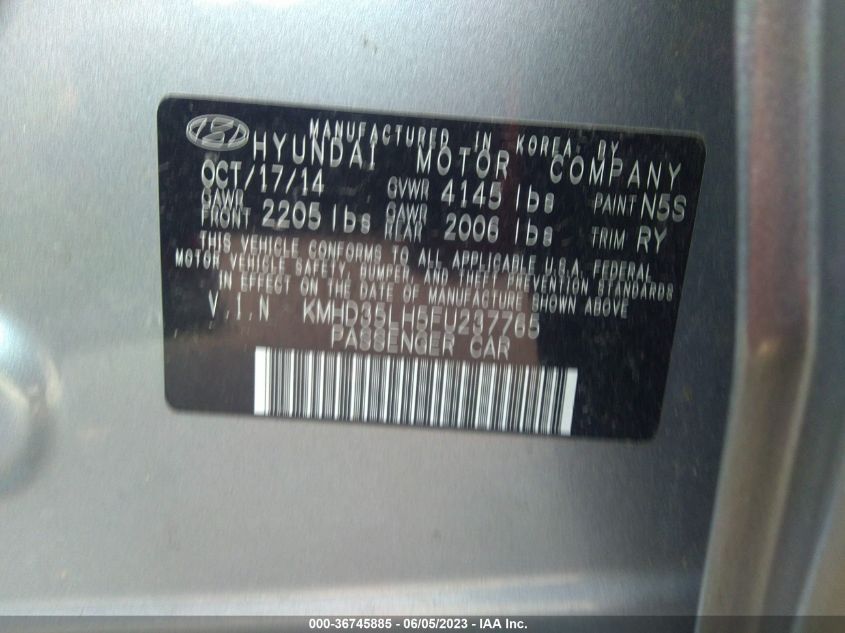 MANUFACTURED IN KOREA. BY
HYUNDAI MOTOR COMPANY
OCT/17/14 GVWR 4145 lbs PAINT N5S
GAWR FRONT 2205 lbs GAWR REAR 2006 lbs TRIM RY
THIS VEHICLE CONFORMS TO ALL APPLICABLE U.S.A. FEDERAL
MOTOR VEHICLE SAFETY, BUMPER, AND THEFT PREVENTION STANDARDS
IN EFFECT ON THE DATE OF MANUFACTURE SHOWN ABOVE
V.I.N KMHD35LH5FU237765
PASSENGER CAR
000-36745885 - 06/05/2023 - IAA Inc.